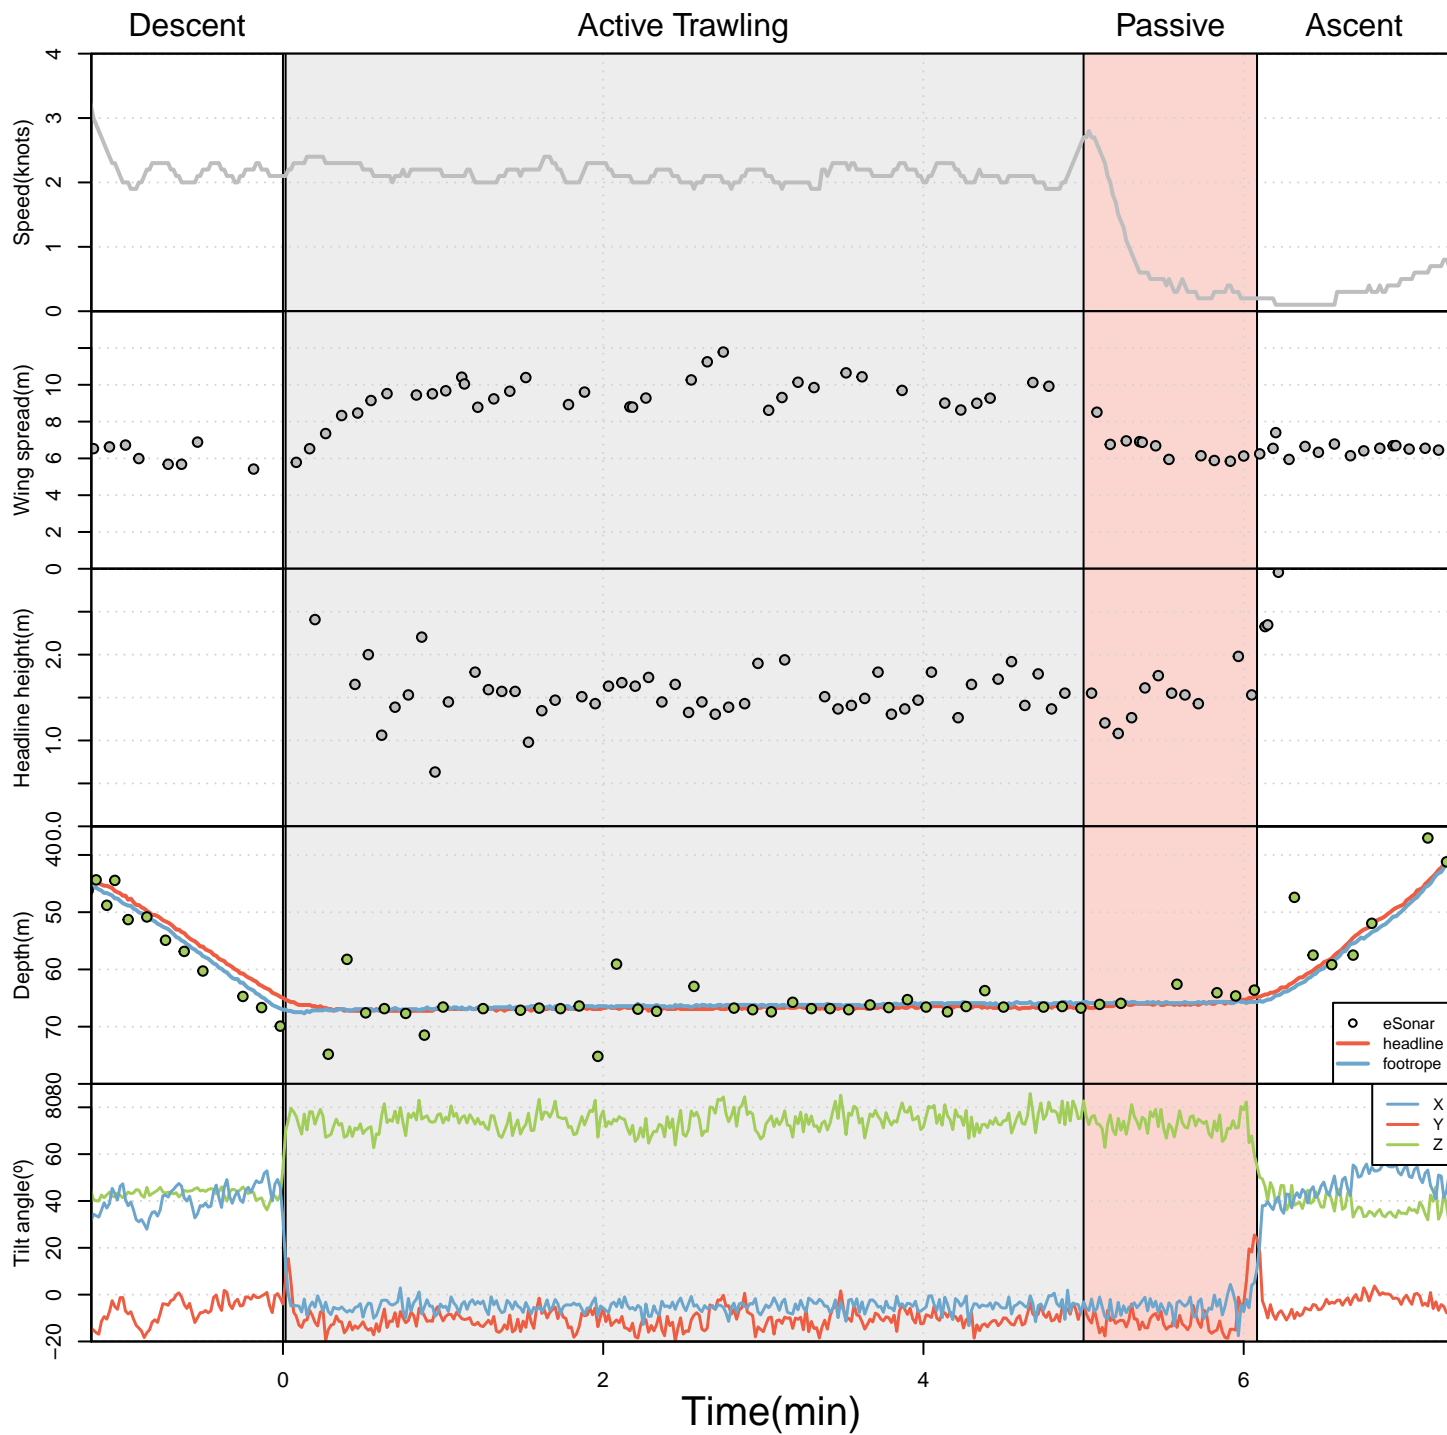 Descent Active Trawling Passive Ascent
Speed(knots)
4
3
2
1
0
Wing spread(m)
10
8
6
4
2
0
Headline height(m)
2.0
1.0
0.0
Depth(m)
40
50
60
70
80
eSonar
headline
footrope
Tilt angle(º)
80
60
40
20
0
−20
X
Y
Z
0 2 4 6
Time(min)